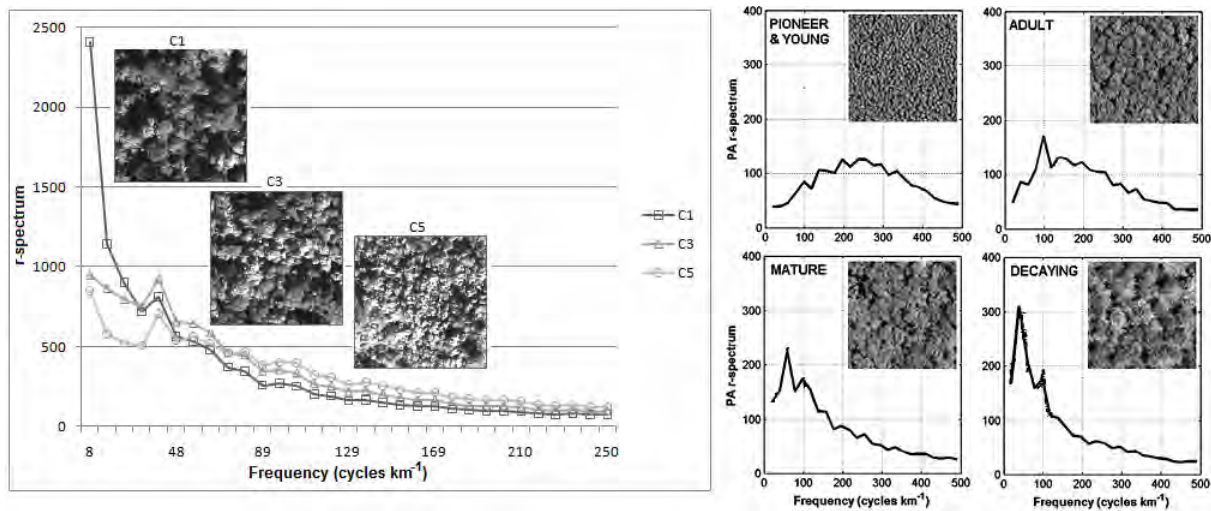 2500
2000
1500
1000
500
0
r-spectrum
8 48 89 129 169 210 250
Frequency (cycles km-1)
C1
C3
C5
C1
C3
C5
400
300
200
100
0
PA r-spectrum
PIONEER
& YOUNG
0 100 200 300 400 500
400
300
200
100
0
ADULT
0 100 200 300 400 500
400
300
200
100
0
PA r-spectrum
MATURE
0 100 200 300 400 500
Frequency (cycles km-1)
400
300
200
100
0
DECAYING
0 100 200 300 400 500
Frequency (cycles km-1)